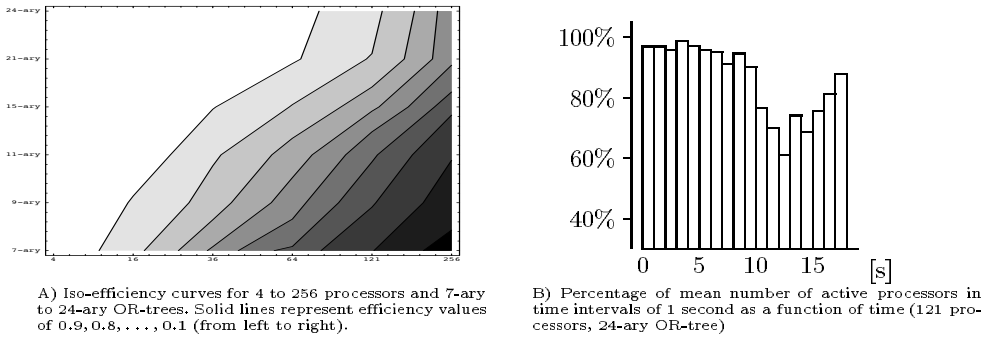 24-ary
21-ary
15-ary
11-ary
9-ary
7-ary
4 16 36 64 121 256
A) Iso-efficiency curves for 4 to 256 processors and 7-ary
to 24-ary OR-trees. Solid lines represent efficiency values
of 0.9, 0.8, ..., 0.1 (from left to right).
100%
80%
60%
40%
0 5 10 15 [s]
B) Percentage of mean number of active processors in
time intervals of 1 second as a function of time (121 pro-
cessors, 24-ary OR-tree)